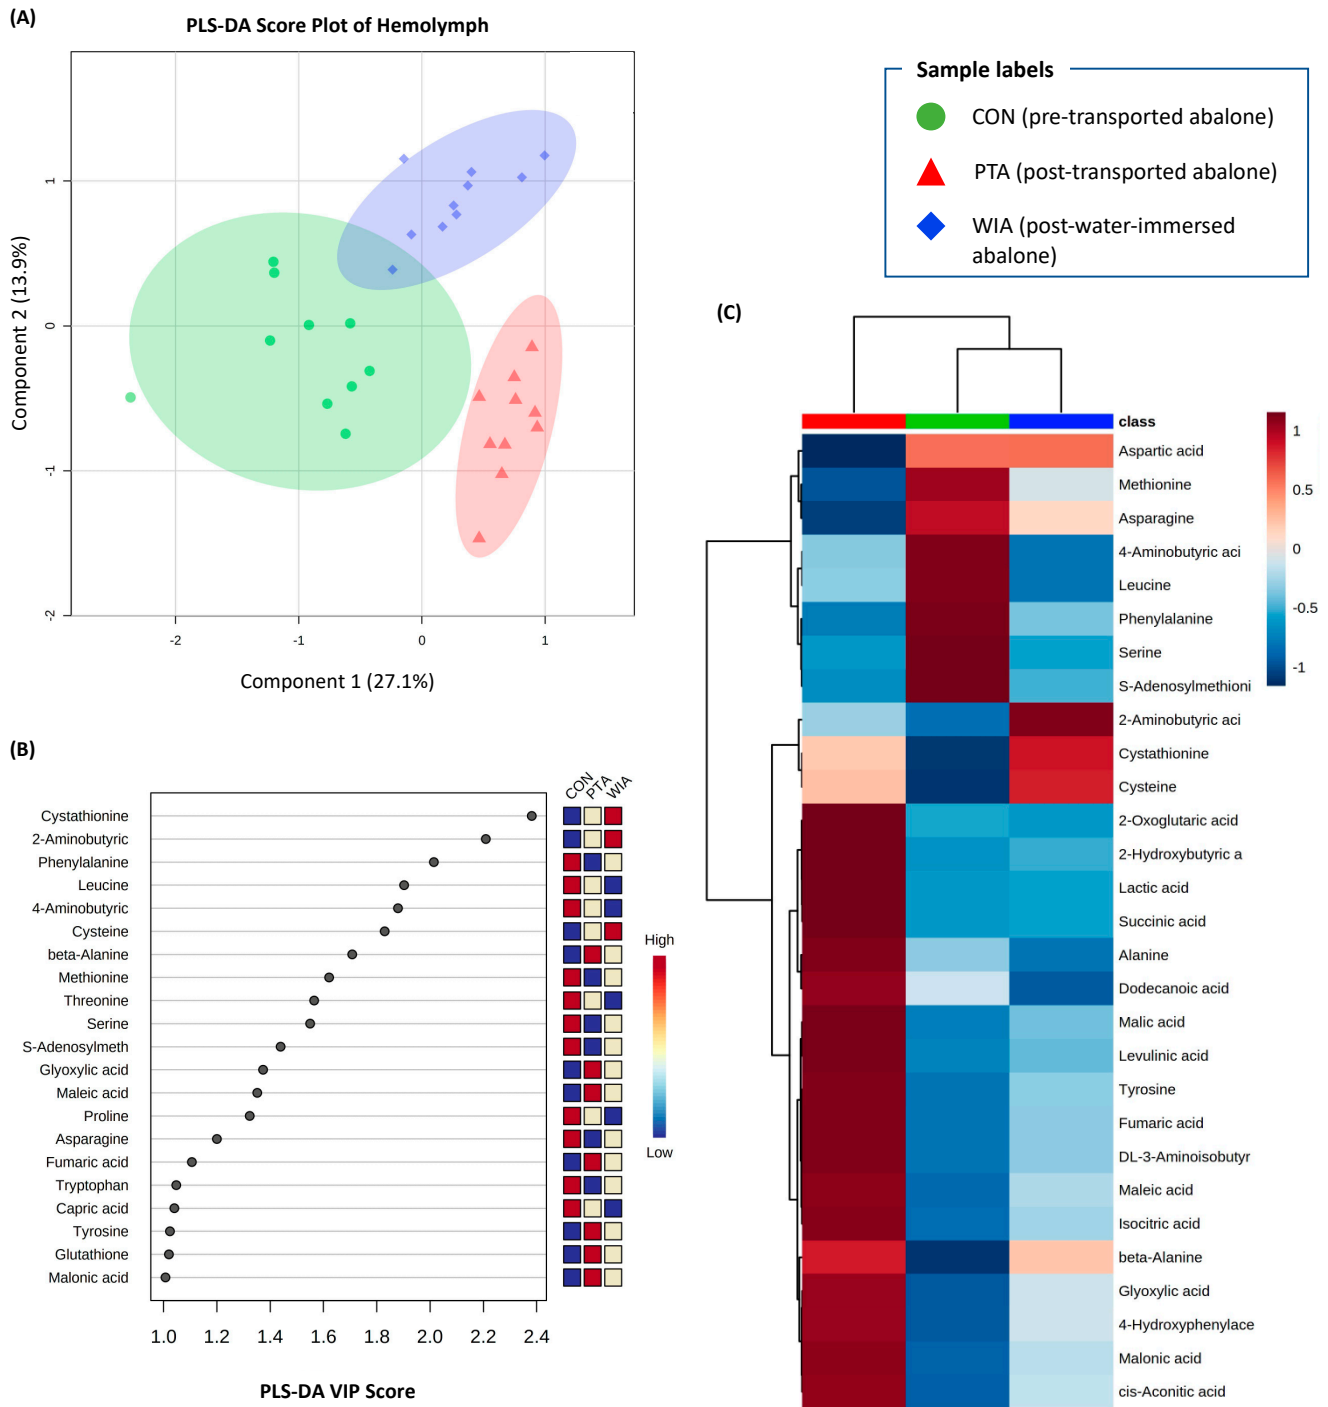 (A)
PLS-DA Score Plot of Hemolymph
Component 2 (13.9%)
1
0
-1
-2
-2
-1
0
1
Component 1 (27.1%)
Sample labels
CON (pre-transported abalone)
PTA (post-transported abalone)
WIA (post-water-immersed
abalone)
(B)
CON
PTA
WIA
Cystathionine
2-Aminobutyric
Phenylalanine
Leucine
4-Aminobutyric
Cysteine
beta-Alanine
Methionine
Threonine
Serine
S-Adenosylmeth
Glyoxylic acid
Maleic acid
Proline
Asparagine
Fumaric acid
Tryptophan
Capric acid
Tyrosine
Glutathione
Malonic acid
1.0
1.2
1.4
1.6
1.8
2.0
2.2
2.4
PLS-DA VIP Score
High
Low
(C)
class
Aspartic acid
Methionine
Asparagine
4-Aminobutyric aci
Leucine
Phenylalanine
Serine
S-Adenosylmethioni
2-Aminobutyric aci
Cystathionine
Cysteine
2-Oxoglutaric acid
2-Hydroxybutyric a
Lactic acid
Succinic acid
Alanine
Dodecanoic acid
Malic acid
Levulinic acid
Tyrosine
Fumaric acid
DL-3-Aminoisobutyr
Maleic acid
Isocitric acid
beta-Alanine
Glyoxylic acid
4-Hydroxyphenylace
Malonic acid
cis-Aconitic acid
1
0.5
0
-0.5
-1